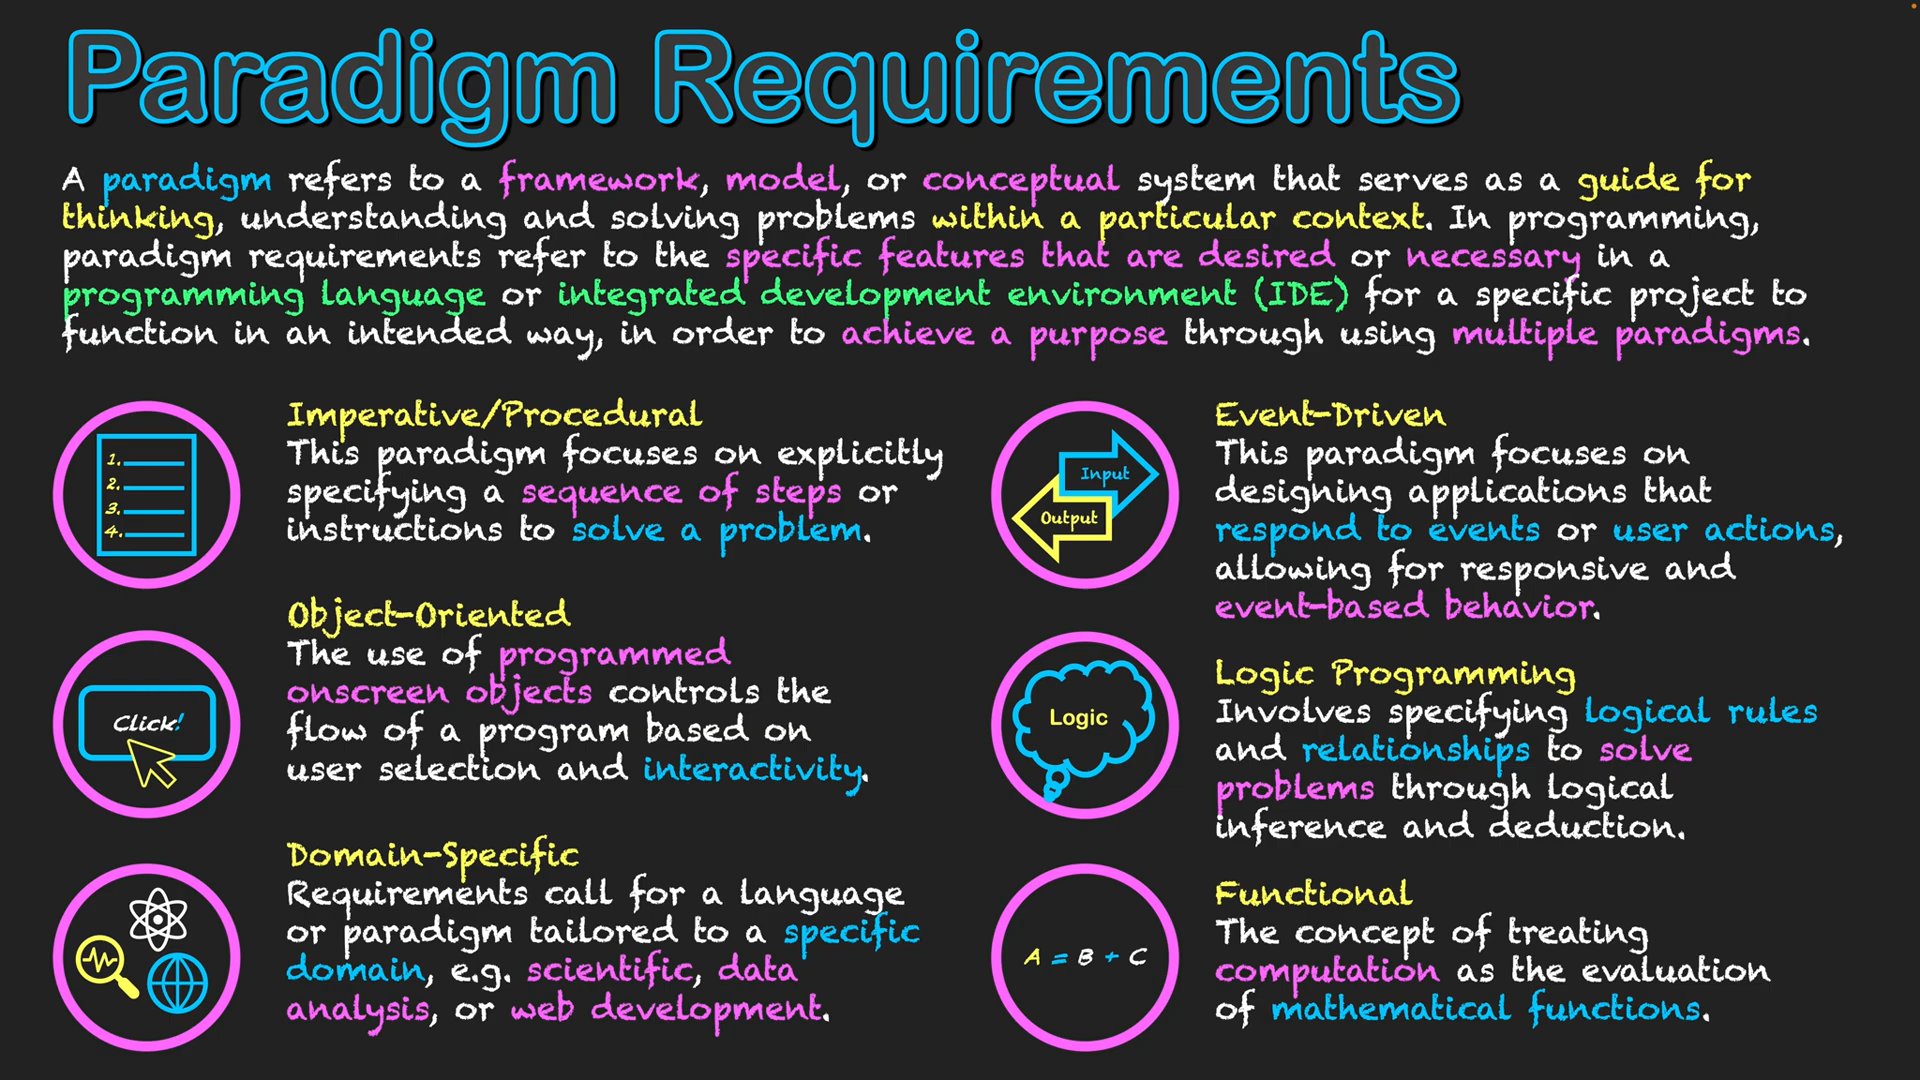 Paradigm Requirements
A paradigm refers to a framework, model, or conceptual system that serves as a guide for
thinking, understanding and solving problems within a particular context. In programming,
paradigm requirements refer to the specific features that are desired or necessary in a
programming language or integrated development environment (IDE) for a specific project to
function in an intended way, in order to achieve a purpose through using multiple paradigms.
1.
2.
3.
4.
Imperative/Procedural
This paradigm focuses on explicitly
specifying a sequence of steps or
instructions to solve a problem.
Click!
Object-Oriented
The use of programmed
onscreen objects controls the
flow of a program based on
user selection and interactivity.
Domain-Specific
Requirements call for a language
or paradigm tailored to a specific
domain, e.g. scientific, data
analysis, or web development.
Input
Output
Event-Driven
This paradigm focuses on
designing applications that
respond to events or user actions,
allowing for responsive and
event-based behavior.
Logic
Logic Programming
Involves specifying logical rules
and relationships to solve
problems through logical
inference and deduction.
A = B + C
Functional
The concept of treating
computation as the evaluation
of mathematical functions.